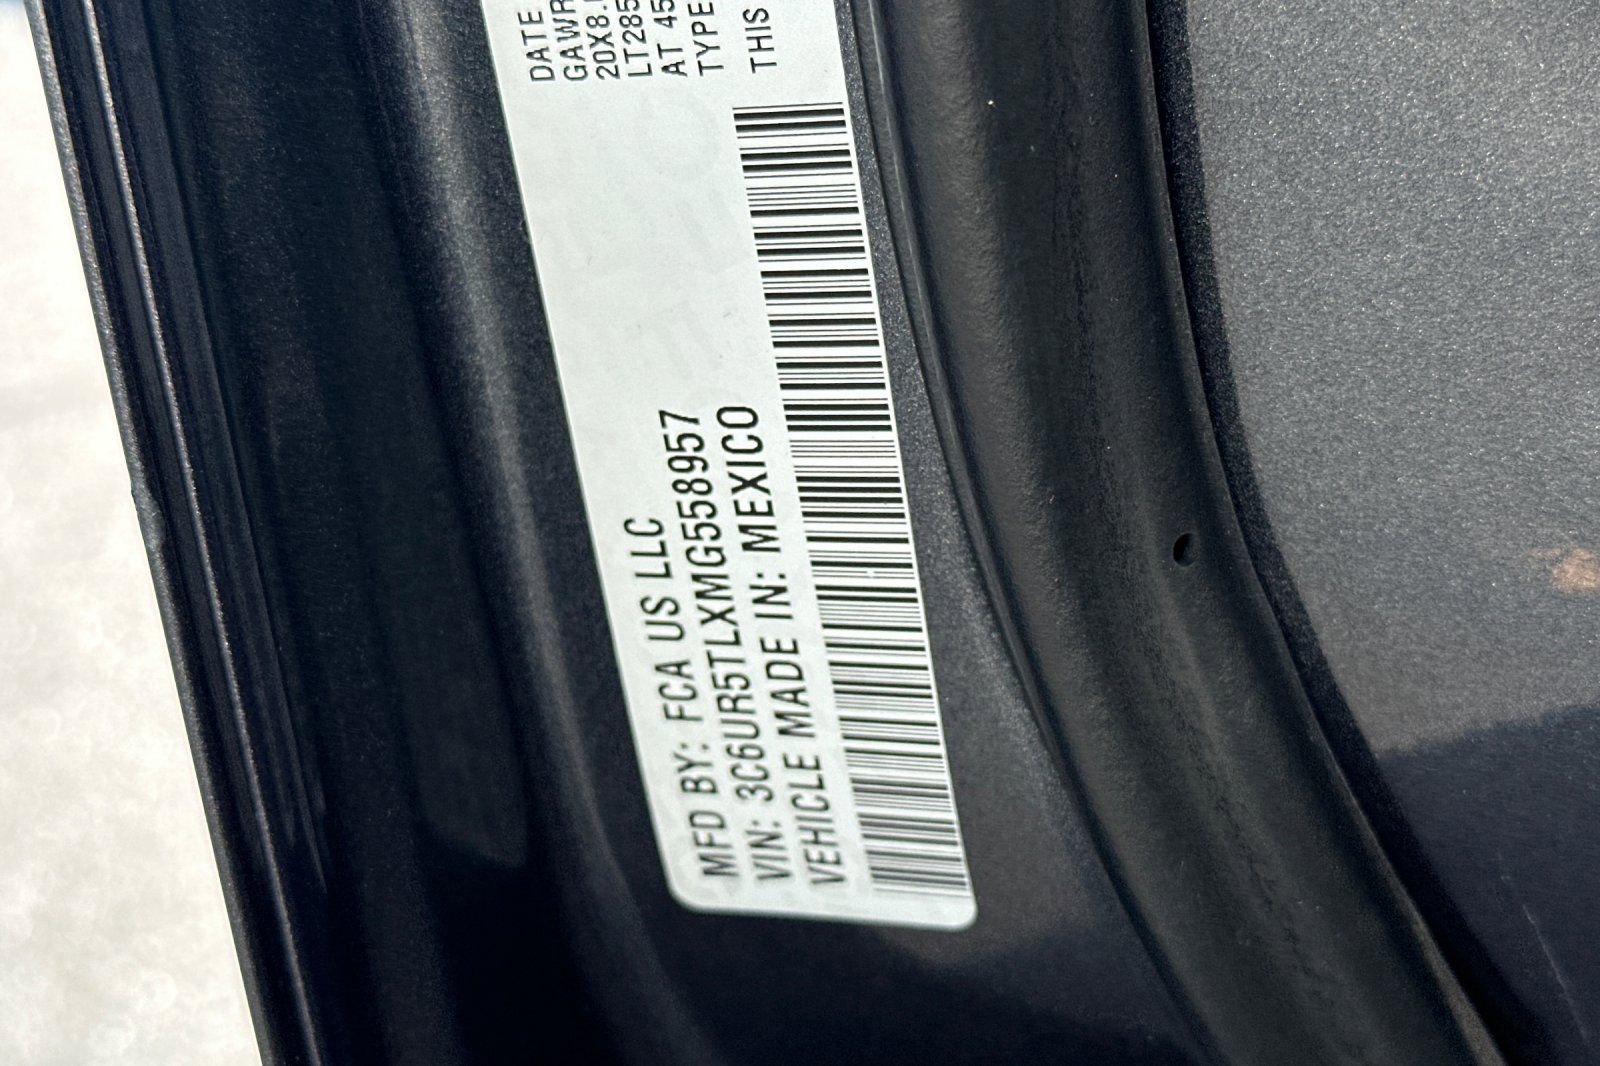 MFD BY: FCA US LLC
VIN: 3C6UR5TLXMG558957
VEHICLE MADE IN: MEXICO
DATE
GAWR
20X8.
LT285
AT 45
TYPE
THIS